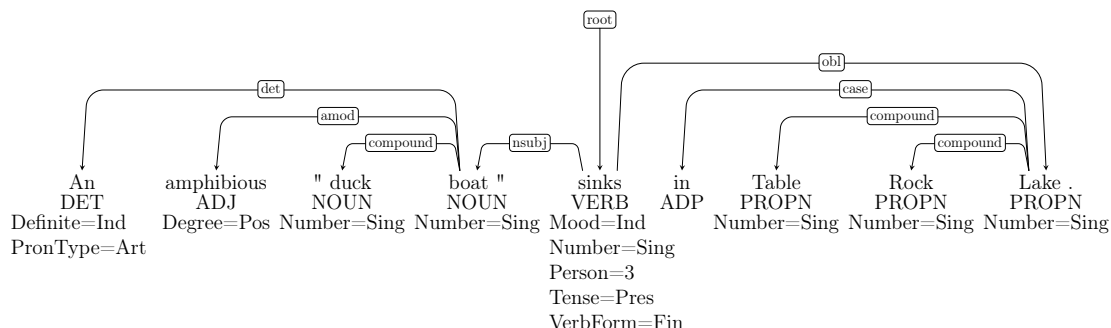 root
obl
det
case
amod
compound
compound
nsubj
compound
An amphibious " duck boat " sinks in Table Rock Lake .
DET ADJ NOUN NOUN VERB ADP PROPN PROPN PROPN
Definite=Ind Degree=Pos Number=Sing Number=Sing Mood=Ind Number=Sing Number=Sing Number=Sing
PronType=Art Number=Sing
Person=3
Tense=Pres
VerbForm=Fin